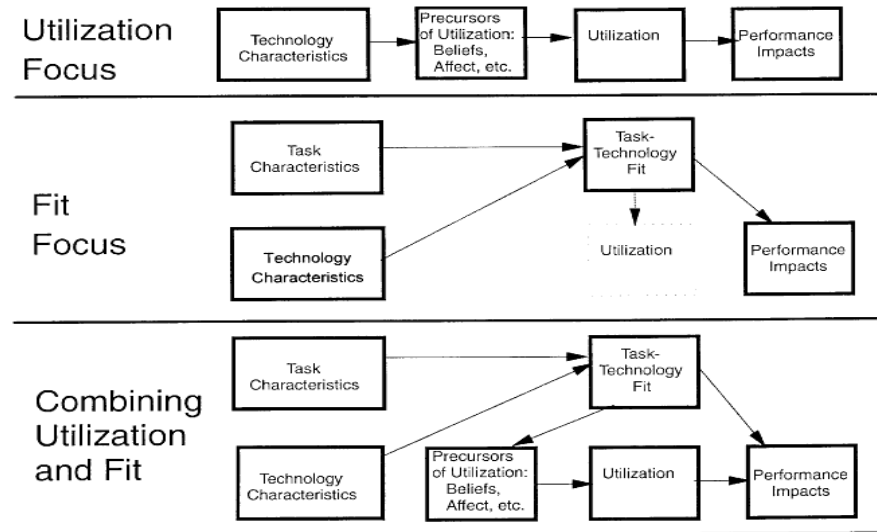 Utilization
Focus
Technology
Characteristics
Precursors
of Utilization:
Beliefs,
Affect, etc.
Utilization
Performance
Impacts
Fit
Focus
Task
Characteristics
Technology
Characteristics
Task-
Technology
Fit
Utilization
Performance
Impacts
Combining
Utilization
and Fit
Task
Characteristics
Technology
Characteristics
Task-
Technology
Fit
Precursors
of Utilization:
Beliefs,
Affect, etc.
Utilization
Performance
Impacts